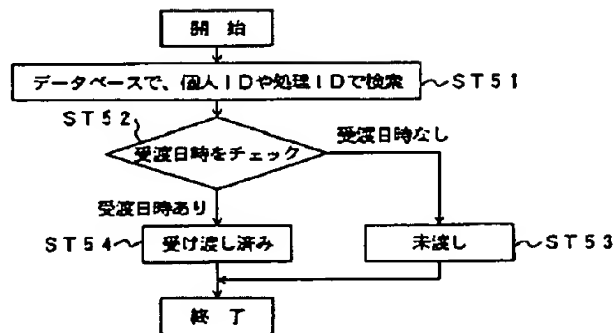 開 始
データベースで、個人IDや処理IDで検索
ST51
ST52
受渡日時をチェック
受渡日時なし
受渡日時あり
ST54
受け渡し済み
未渡し
ST53
終 了